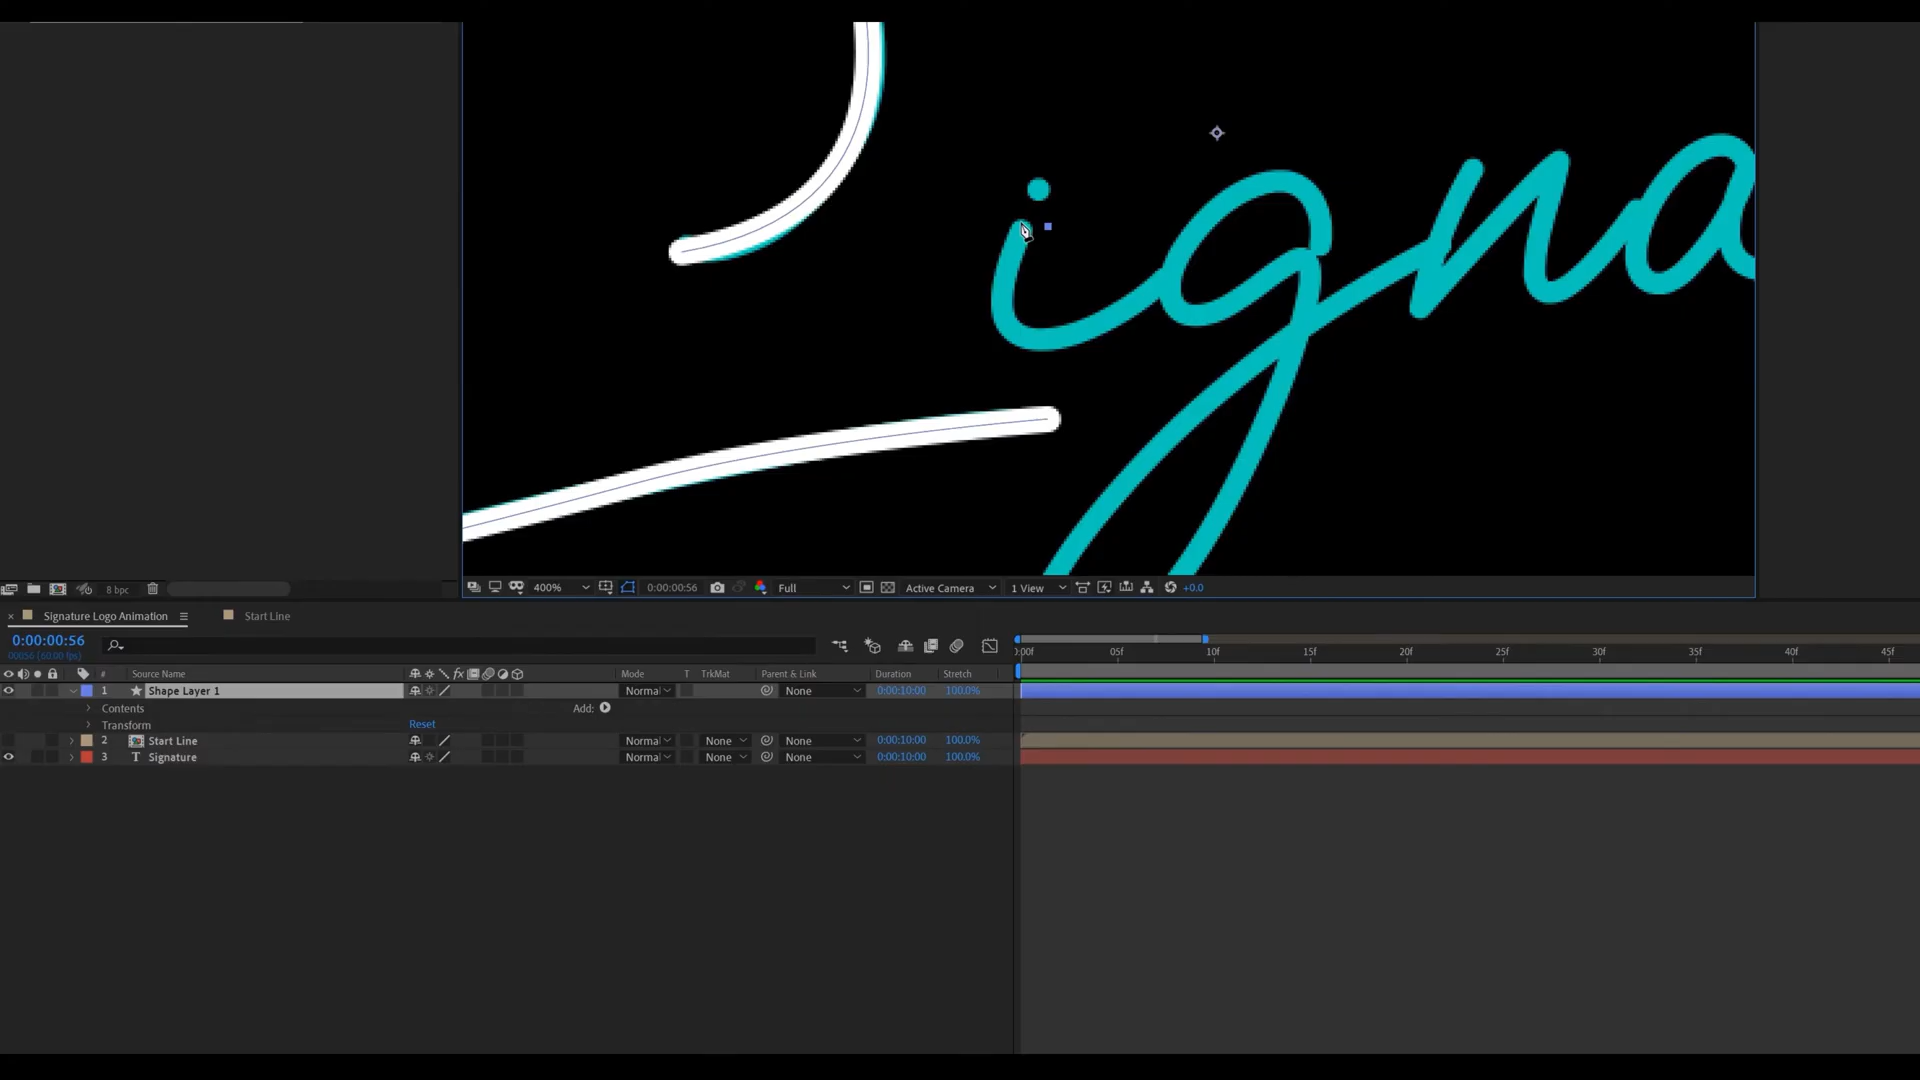 igna
8 bpc
400%
0:00:00:56
Full
Active Camera
1 View
+0.0
Signature Logo Animation
Start Line
0:00:00:56
00056 (60.00 fps)
:00f 05f 10f 15f 20f 25f 30f 35f 40f 45f
# Source Name fx Mode T TrkMat Parent & Link Duration Stretch
1 Shape Layer 1 Normal None 0:00:10:00 100.0%
Contents Add:
Transform Reset
2 Start Line Normal None None 0:00:10:00 100.0%
3 T Signature Normal None None 0:00:10:00 100.0%